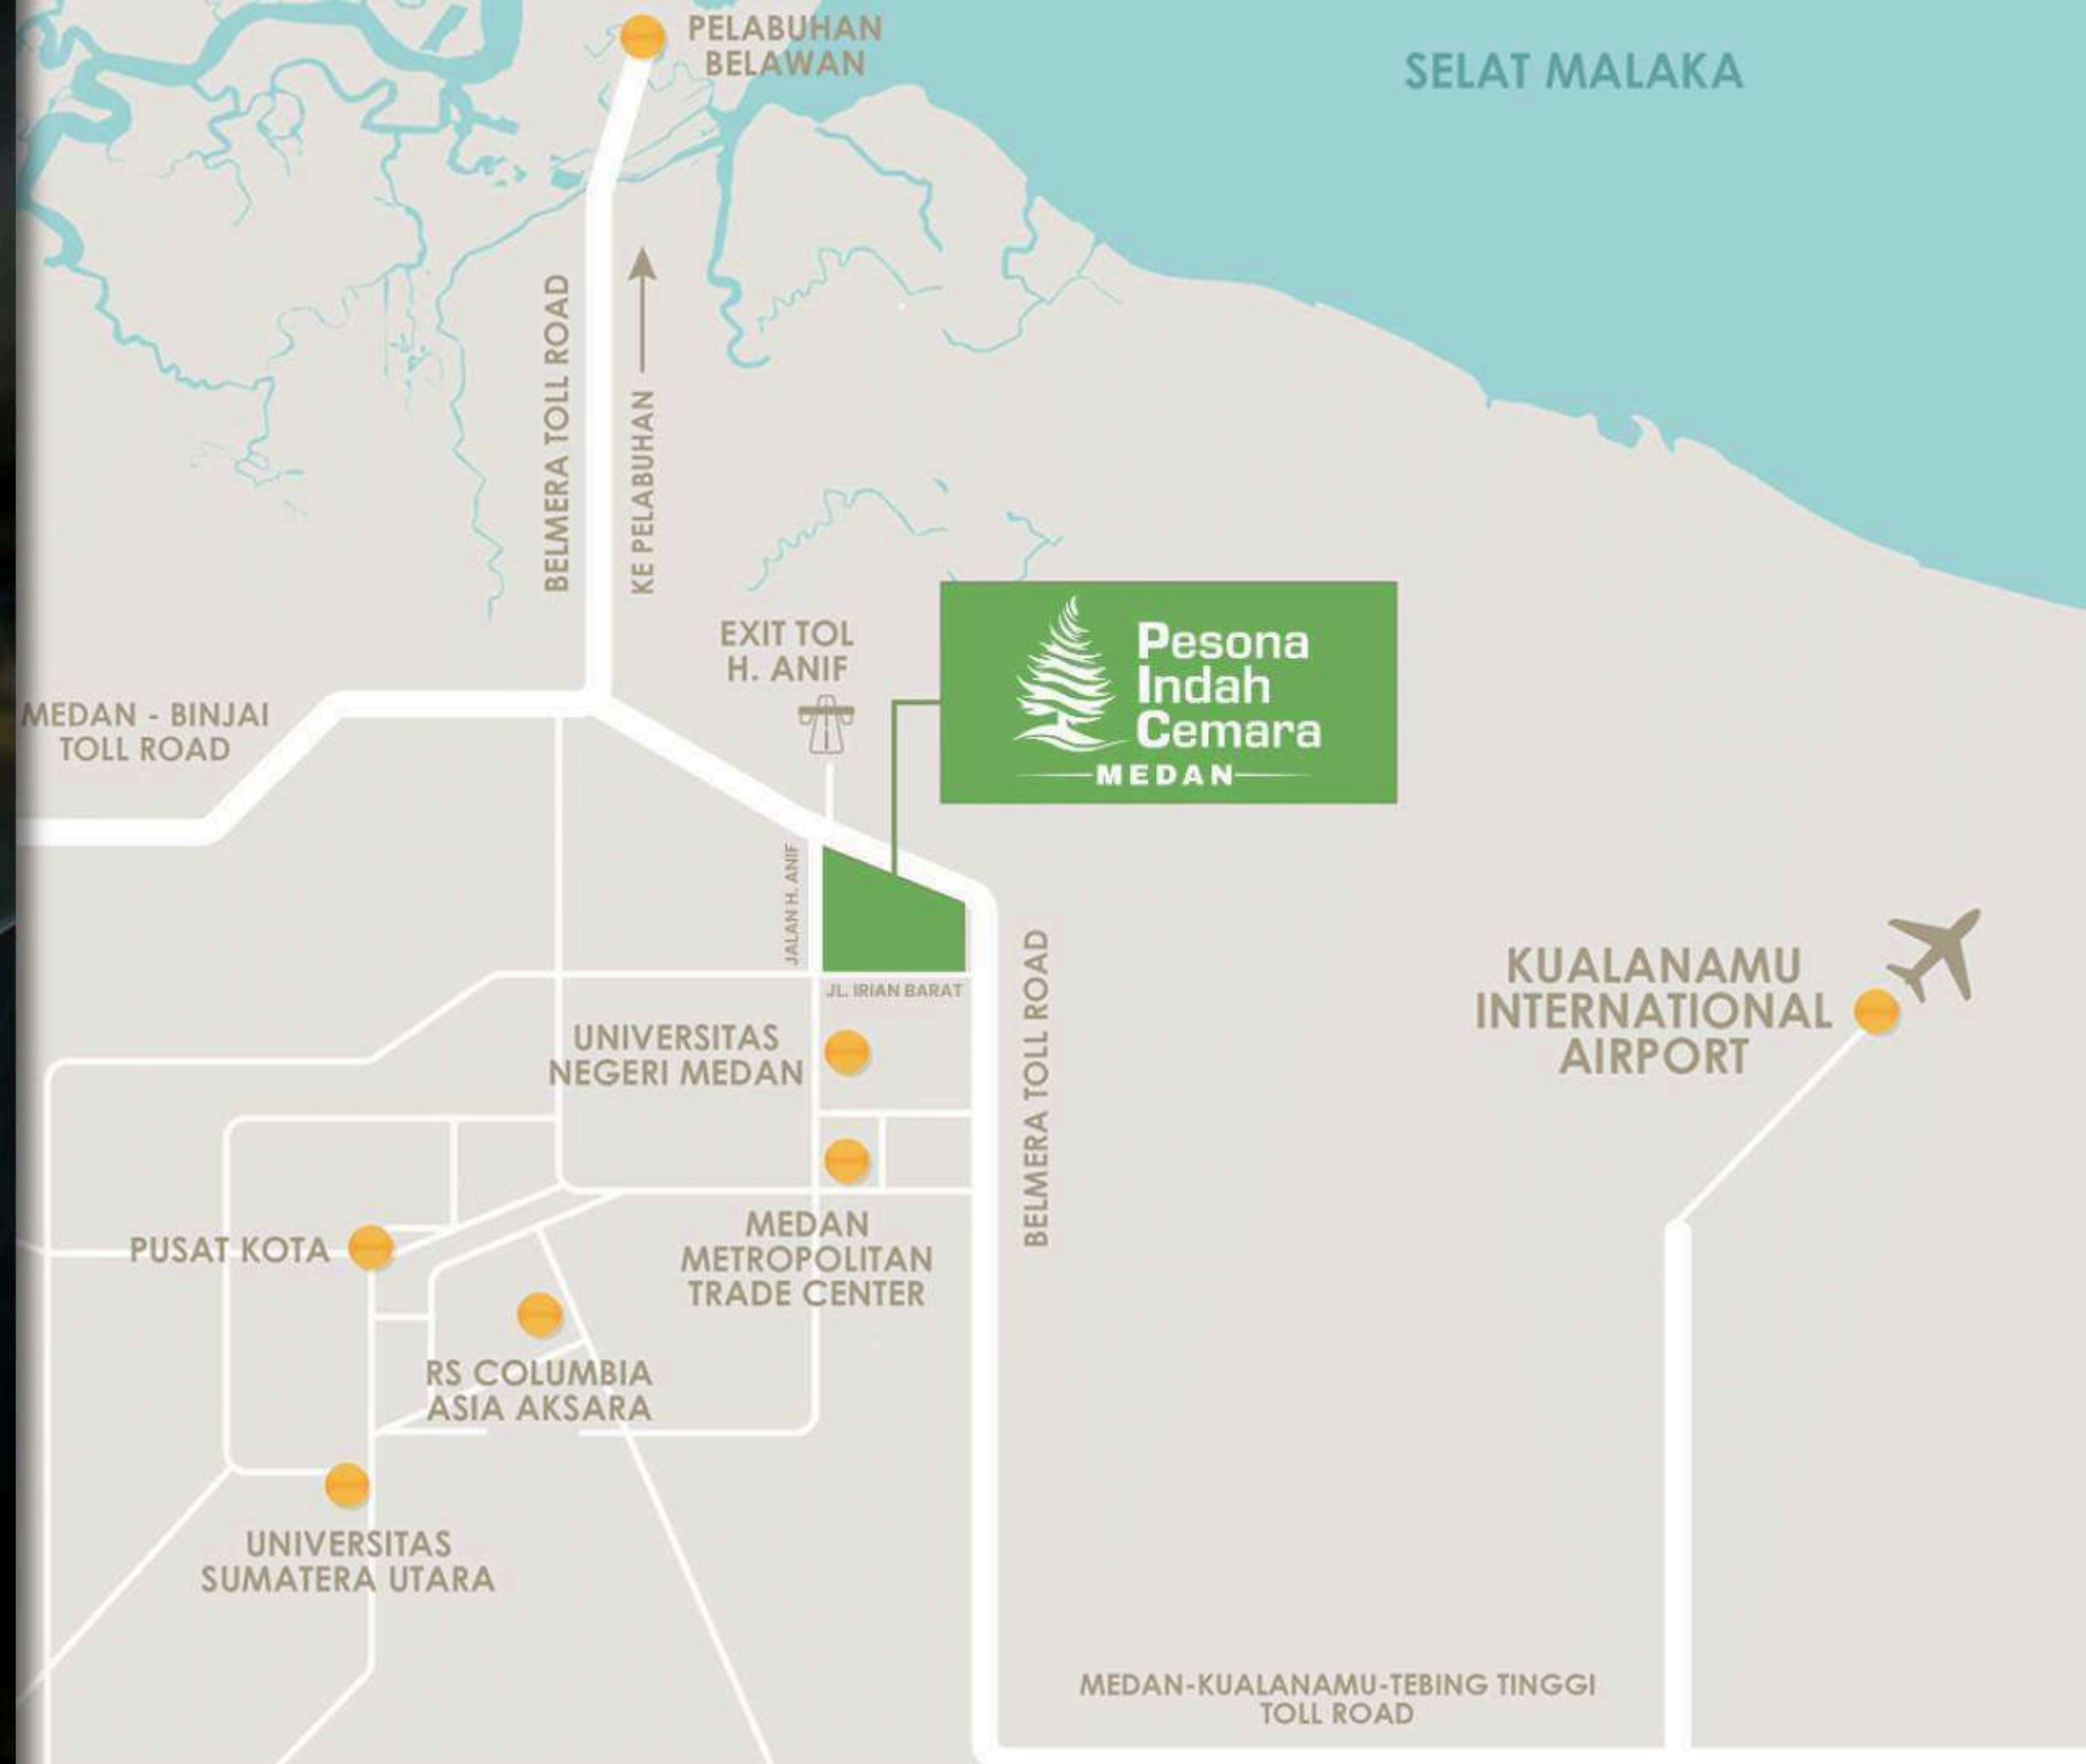 PELABUHAN
BELAWAN
SELAT MALAKA
BELMERA TOLL ROAD
KE PELABUHAN
EXIT TOL
H. ANIF
Pesona
Indah
Cemara
MEDAN
MEDAN - BINJAI
TOLL ROAD
JALAN H. ANIF
JL. IRIAN BARAT
BELMERA TOLL ROAD
KUALANAMU
INTERNATIONAL
AIRPORT
UNIVERSITAS
NEGERI MEDAN
MEDAN
METROPOLITAN
TRADE CENTER
PUSAT KOTA
RS COLUMBIA
ASIA AKSARA
UNIVERSITAS
SUMATERA UTARA
MEDAN-KUALANAMU-TEBING TINGGI
TOLL ROAD